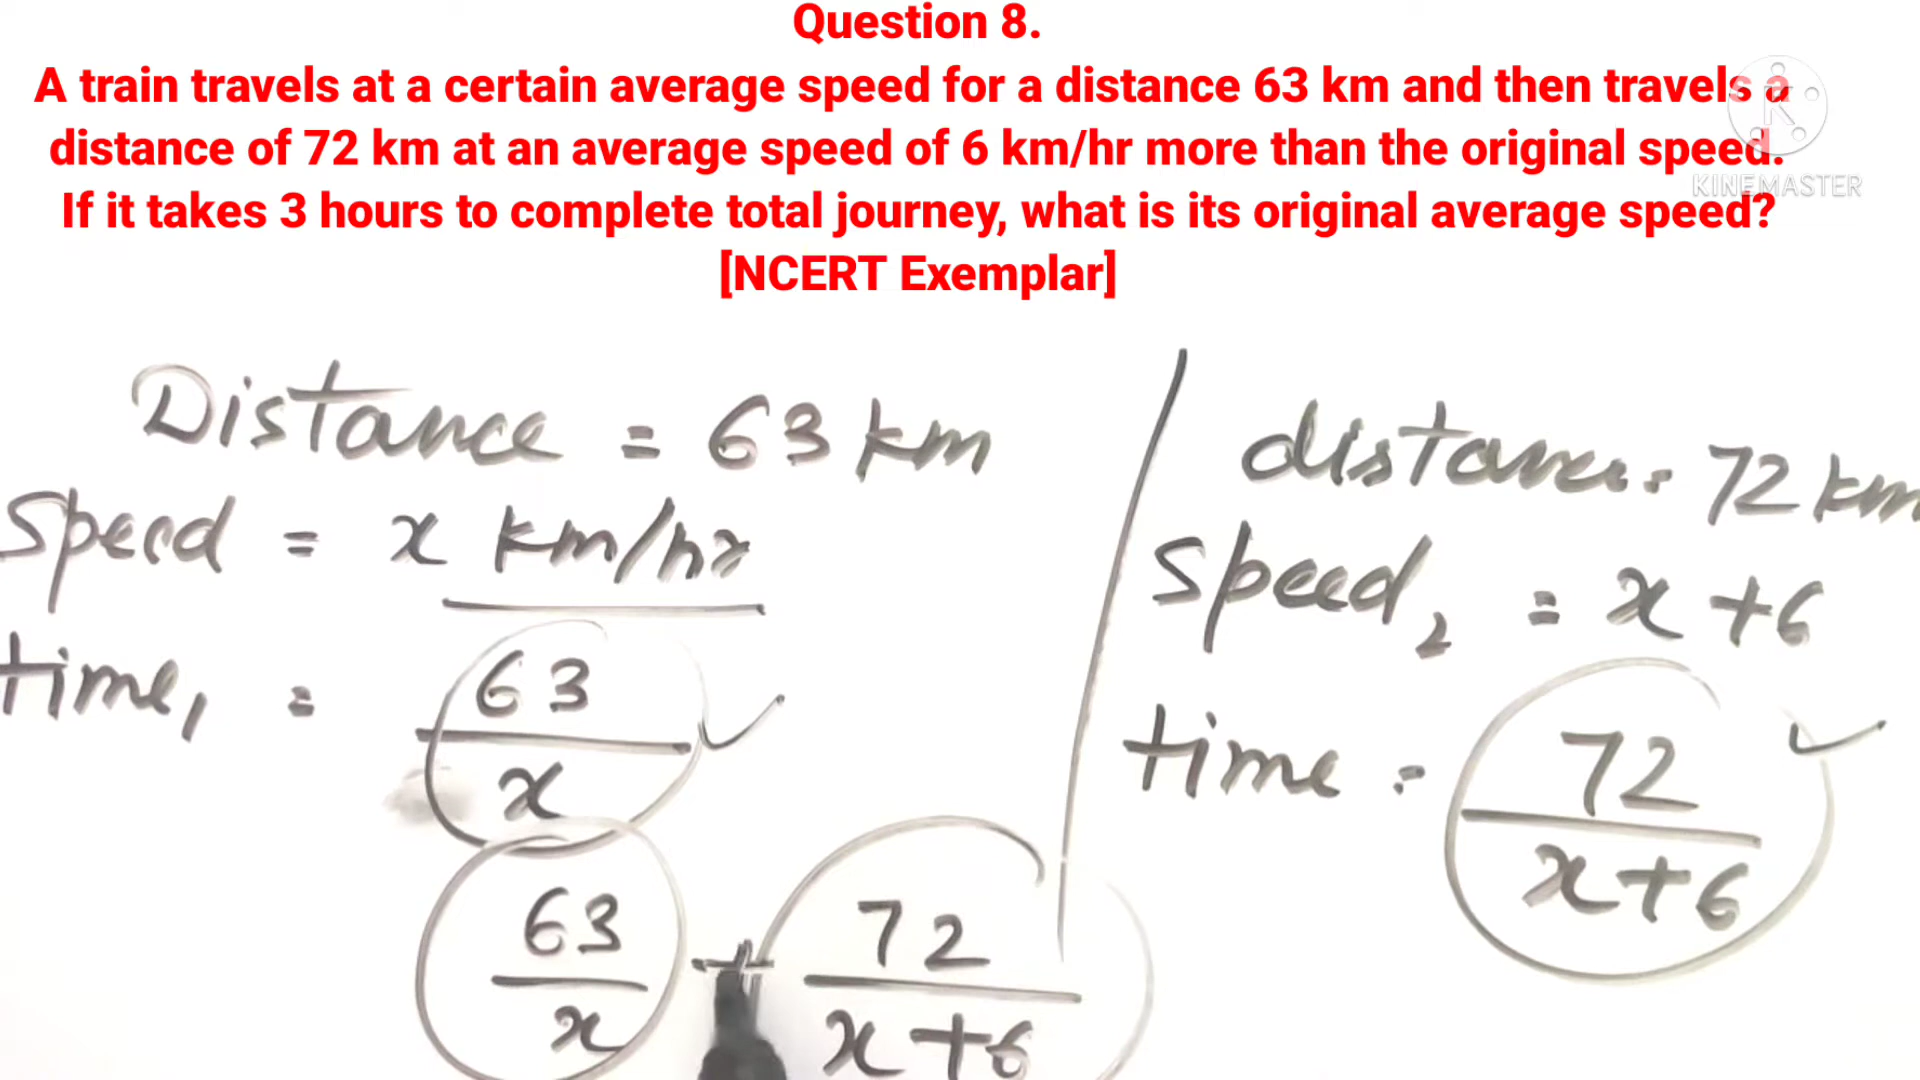 Question 8.
A train travels at a certain average speed for a distance 63 km and then travels a
distance of 72 km at an average speed of 6 km/hr more than the original speed.
If it takes 3 hours to complete total journey, what is its original average speed?
[NCERT Exemplar]
K
KINEMASTER
Distance = 63 km
Speed = x km/hr
time₁ = 63
x
distance = 72 km
Speed₂ = x + 6
time = 72
x + 6
63
x
+
72
x + 6